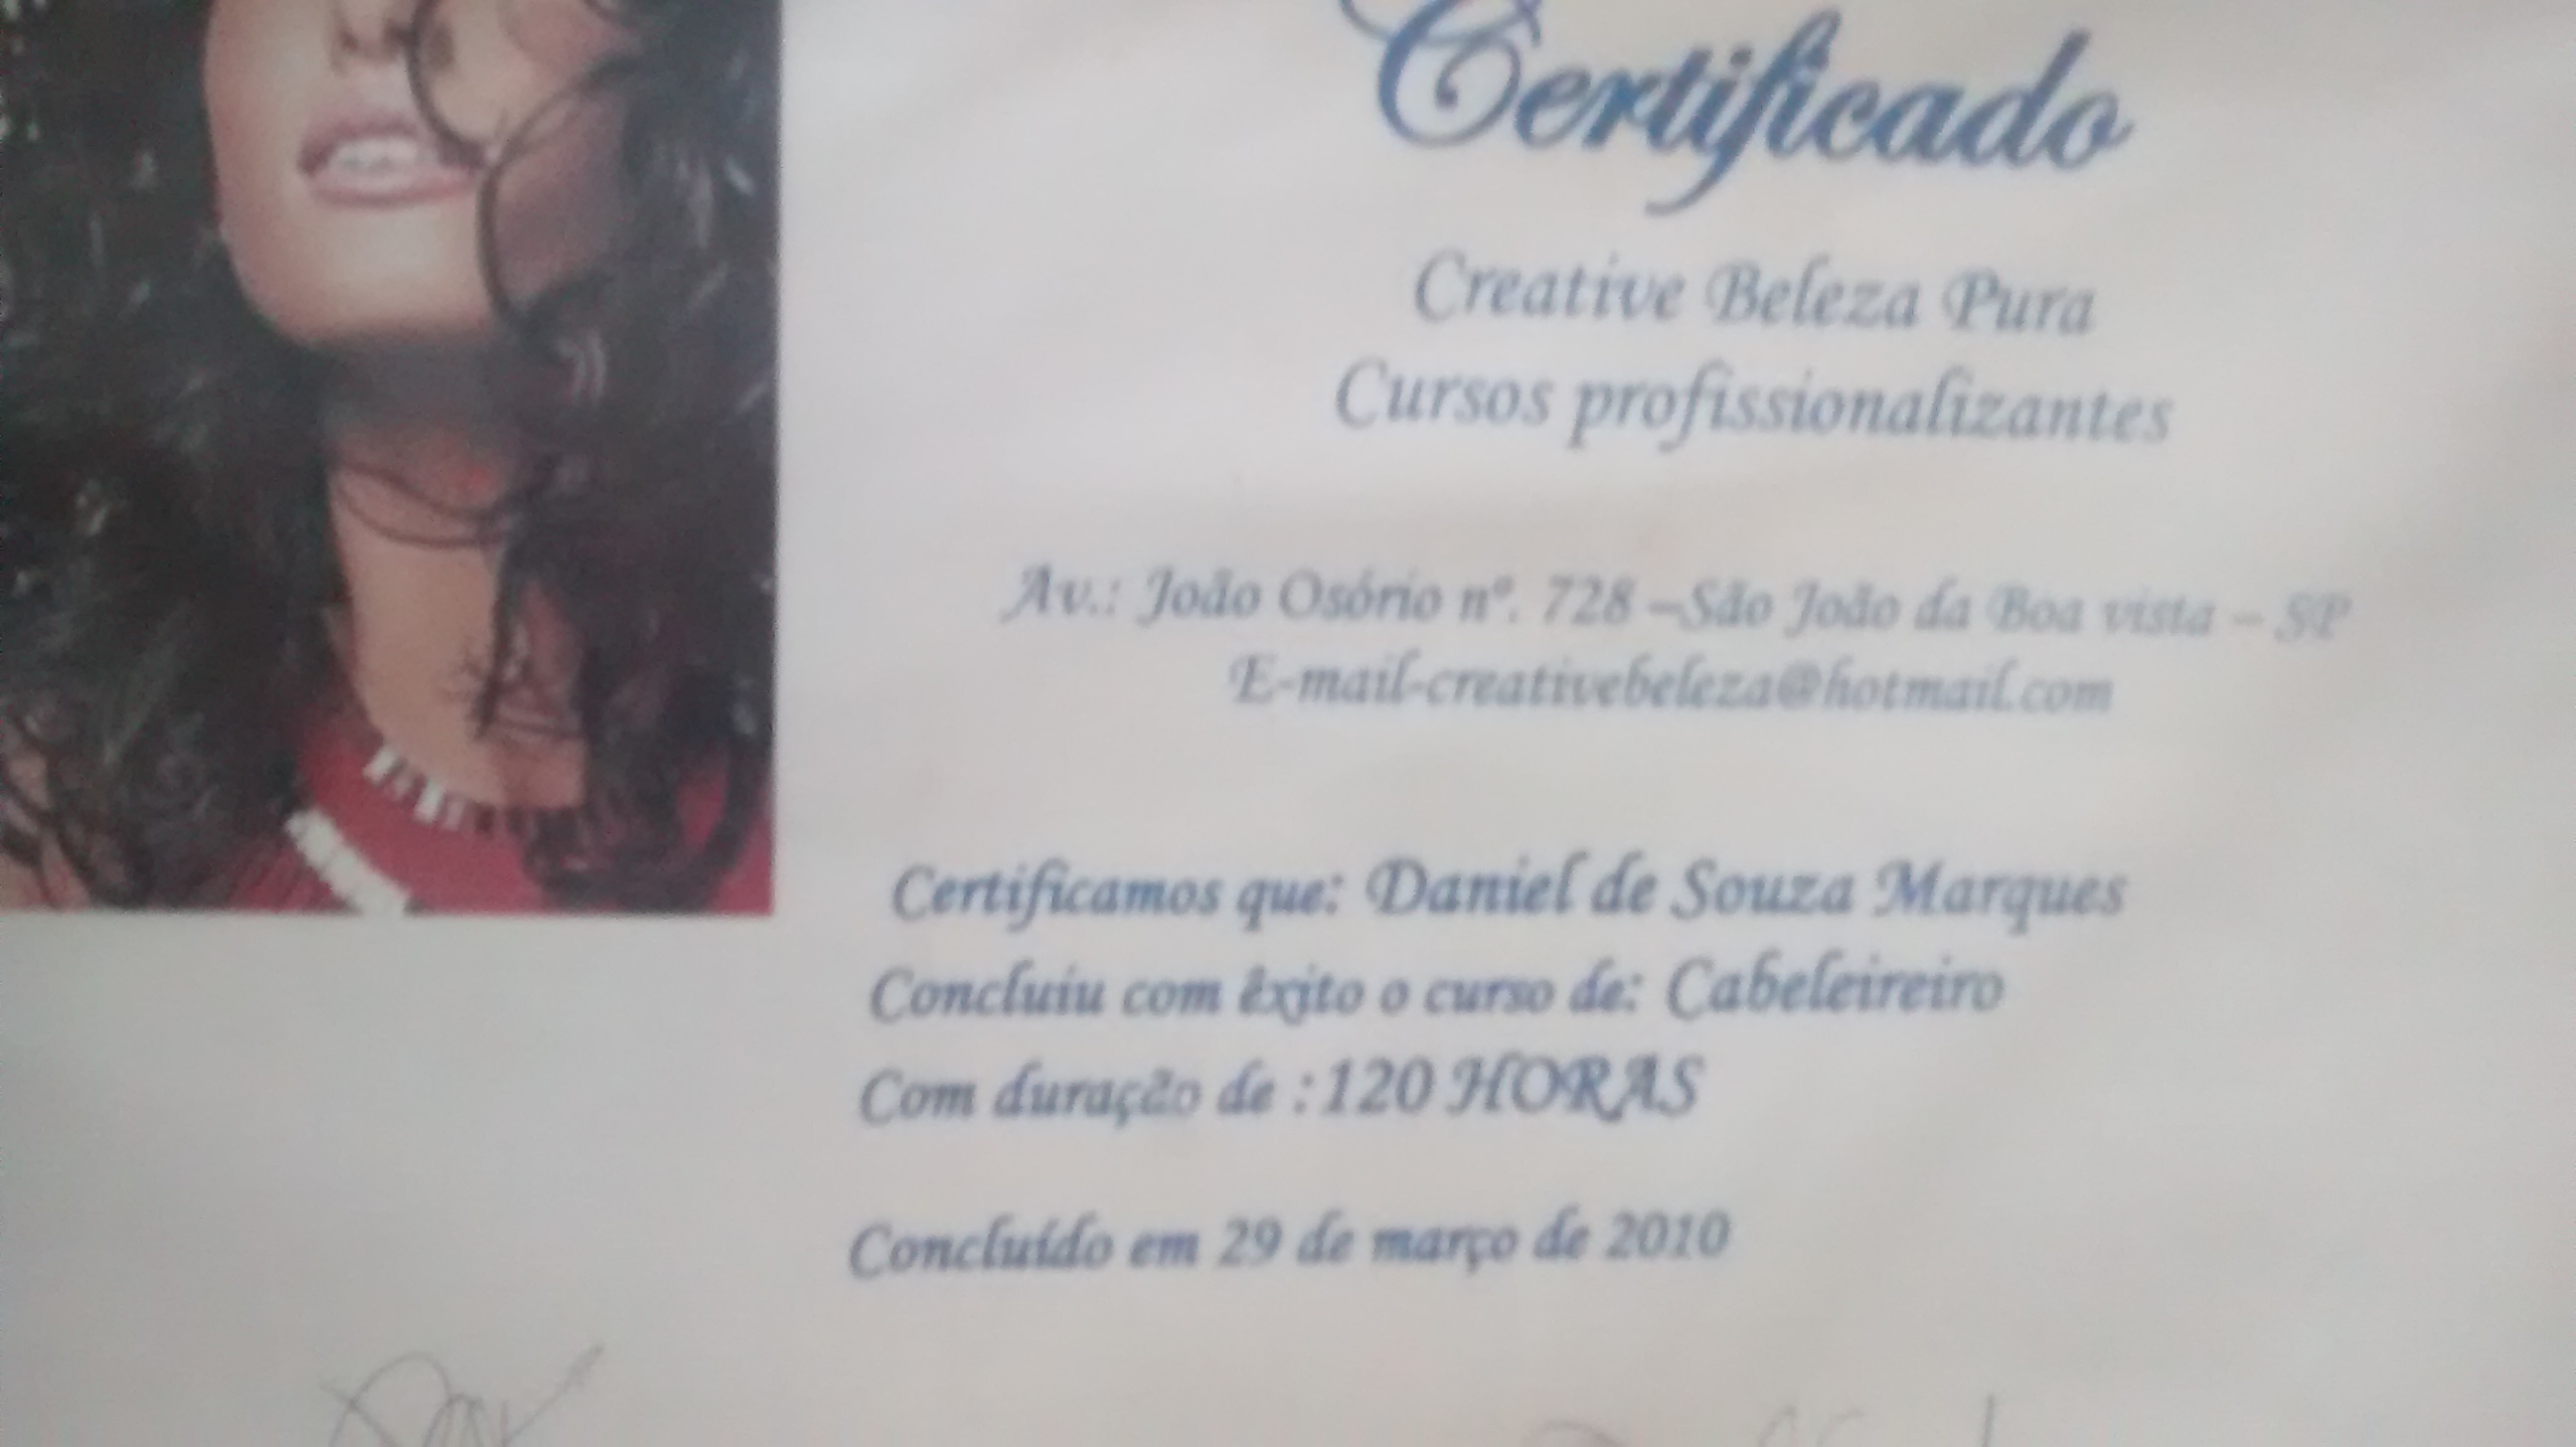 Certificado
Creative Beleza Pura
Cursos profissionalizantes
Av.: João Osório nº. 728 –São João da Boa vista – SP
E-mail-creativebeleza@hotmail.com
Certificamos que: Daniel de Souza Marques
Concluiu com êxito o curso de: Cabeleireiro
Com duração de :120 HORAS
Concluído em 29 de março de 2010